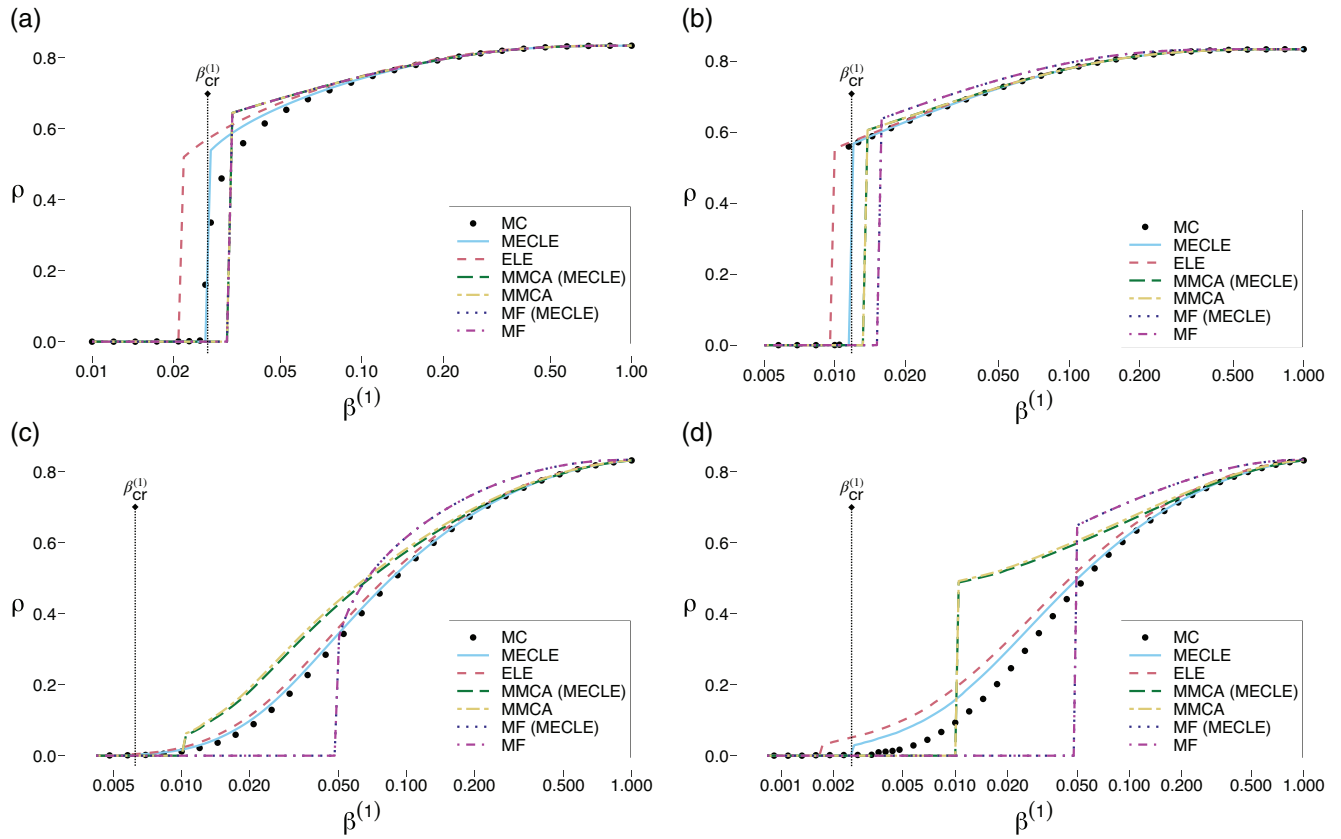 (a)
β(1)cr
ρ
0.8
0.6
0.4
0.2
0.0
MC
MECLE
ELE
MMCA (MECLE)
MMCA
MF (MECLE)
MF
0.01 0.02 0.05 0.10 0.20 0.50 1.00
β(1)
(b)
β(1)cr
ρ
0.8
0.6
0.4
0.2
0.0
MC
MECLE
ELE
MMCA (MECLE)
MMCA
MF (MECLE)
MF
0.005 0.010 0.020 0.050 0.100 0.200 0.500 1.000
β(1)
(c)
β(1)cr
ρ
0.8
0.6
0.4
0.2
0.0
MC
MECLE
ELE
MMCA (MECLE)
MMCA
MF (MECLE)
MF
0.005 0.010 0.020 0.050 0.100 0.200 0.500 1.000
β(1)
(d)
β(1)cr
ρ
0.8
0.6
0.4
0.2
0.0
MC
MECLE
ELE
MMCA (MECLE)
MMCA
MF (MECLE)
MF
0.001 0.002 0.005 0.010 0.020 0.050 0.100 0.200 0.500 1.000
β(1)